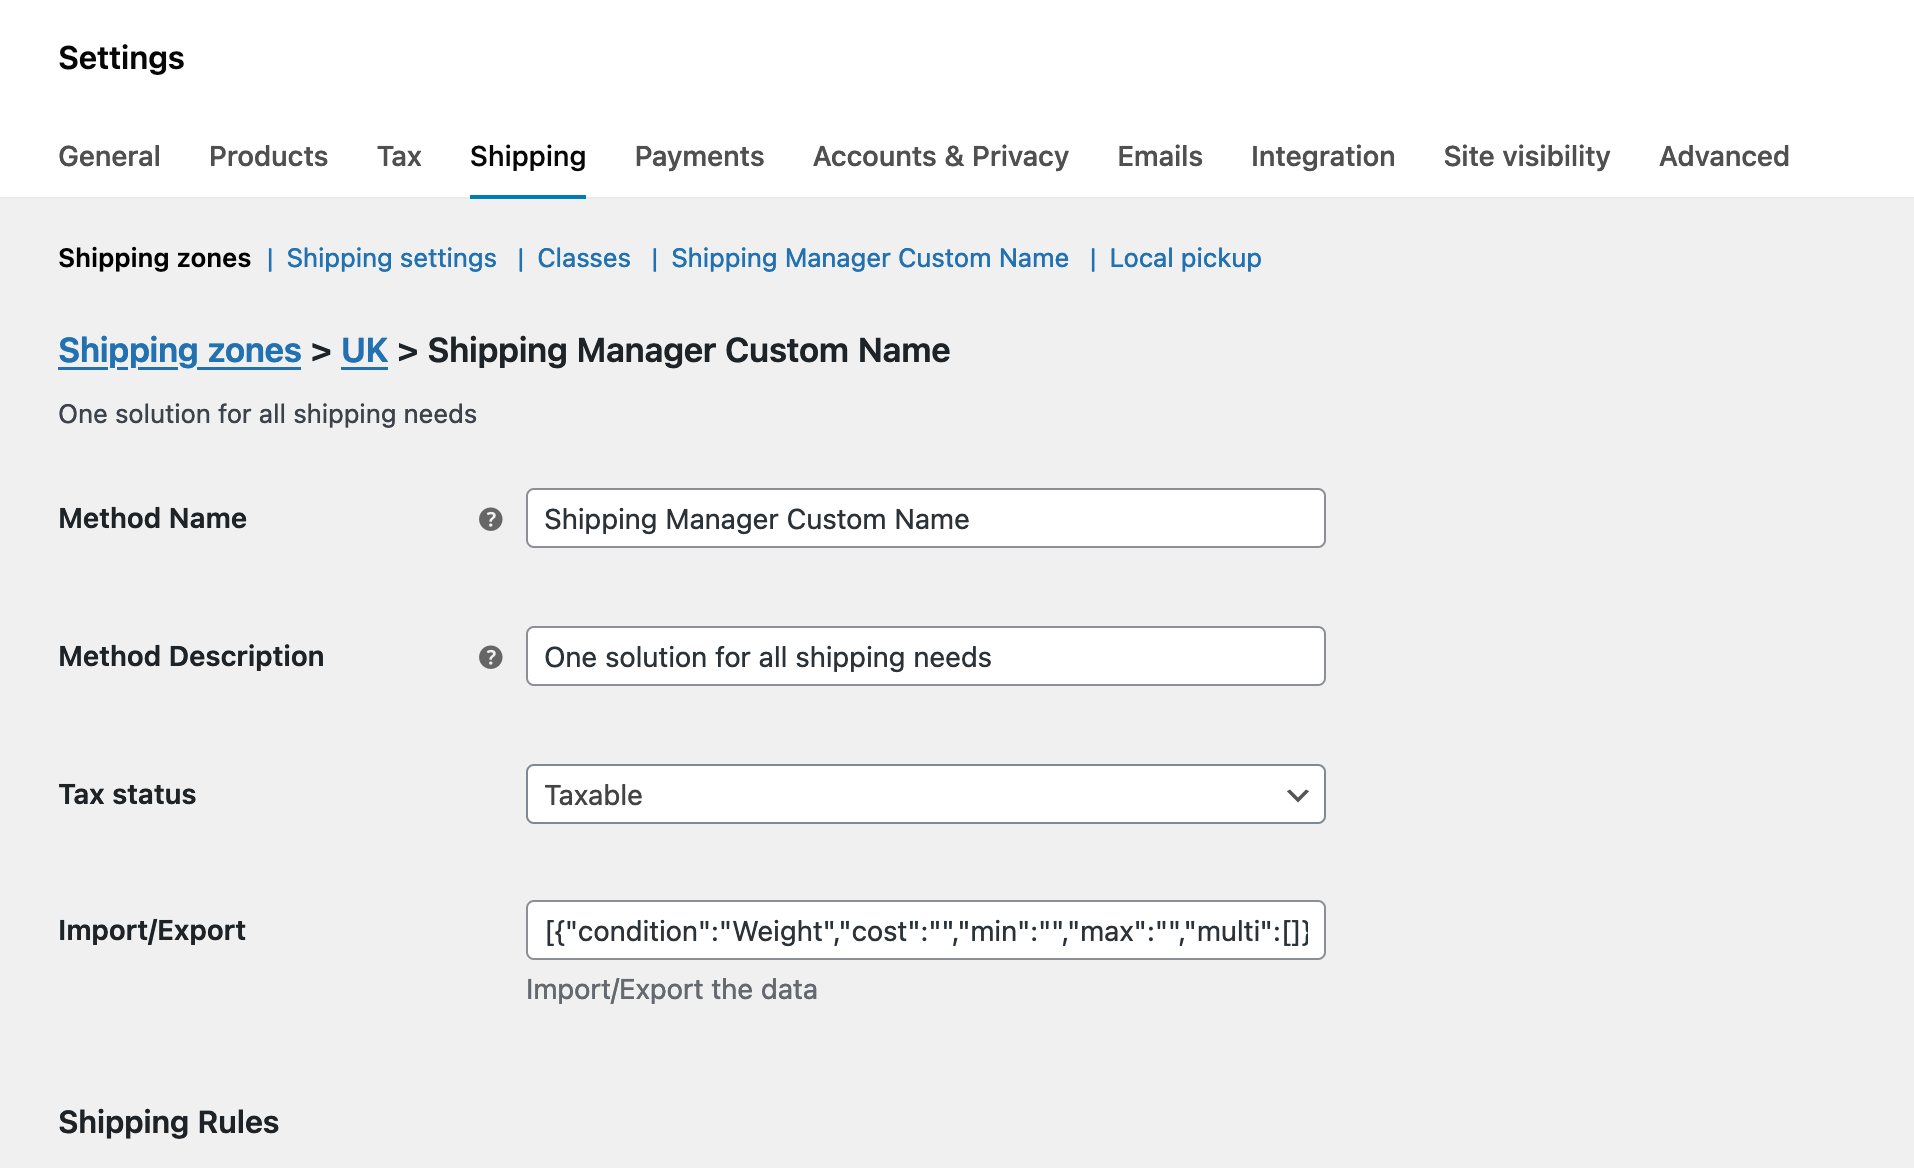 Settings
General Products Tax Shipping Payments Accounts & Privacy Emails Integration Site visibility Advanced
Shipping zones | Shipping settings | Classes | Shipping Manager Custom Name | Local pickup
Shipping zones > UK > Shipping Manager Custom Name
One solution for all shipping needs
Method Name ? Shipping Manager Custom Name
Method Description ? One solution for all shipping needs
Tax status Taxable
Import/Export [{"condition":"Weight","cost":"","min":"","max":"","multi":[]}
Import/Export the data
Shipping Rules